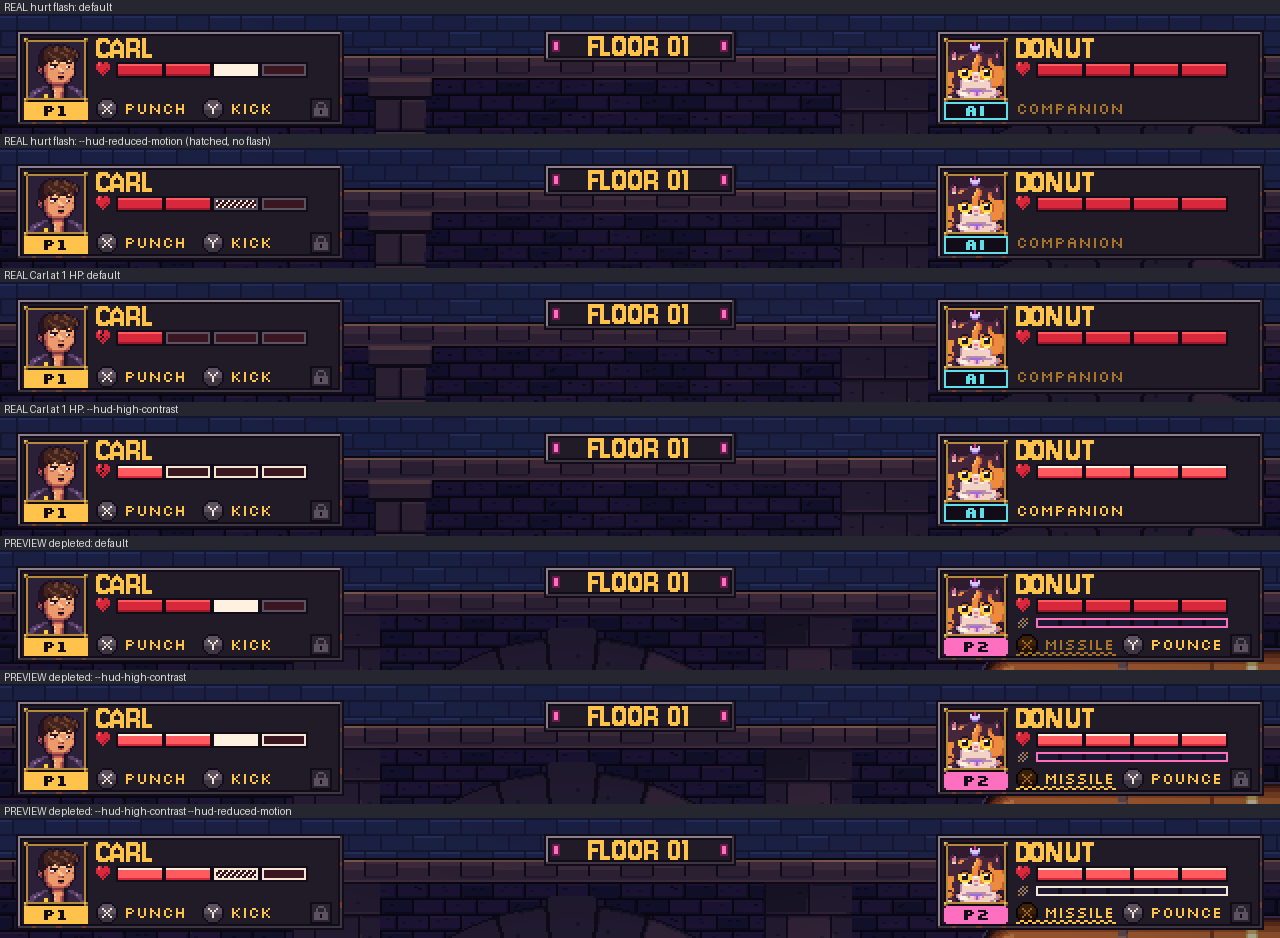 REAL hurt flash: default
CARL FLOOR 01 DONUT
P1 X PUNCH Y KICK AI COMPANION
REAL hurt flash: --hud-reduced-motion (hatched, no flash)
CARL FLOOR 01 DONUT
P1 X PUNCH Y KICK AI COMPANION
REAL Carl at 1 HP: default
CARL FLOOR 01 DONUT
P1 X PUNCH Y KICK AI COMPANION
REAL Carl at 1 HP: --hud-high-contrast
CARL FLOOR 01 DONUT
P1 X PUNCH Y KICK AI COMPANION
PREVIEW depleted: default
CARL FLOOR 01 DONUT
P1 X PUNCH Y KICK P2 X MISSILE Y POUNCE
PREVIEW depleted: --hud-high-contrast
CARL FLOOR 01 DONUT
P1 X PUNCH Y KICK P2 X MISSILE Y POUNCE
PREVIEW depleted: --hud-high-contrast --hud-reduced-motion
CARL FLOOR 01 DONUT
P1 X PUNCH Y KICK P2 X MISSILE Y POUNCE